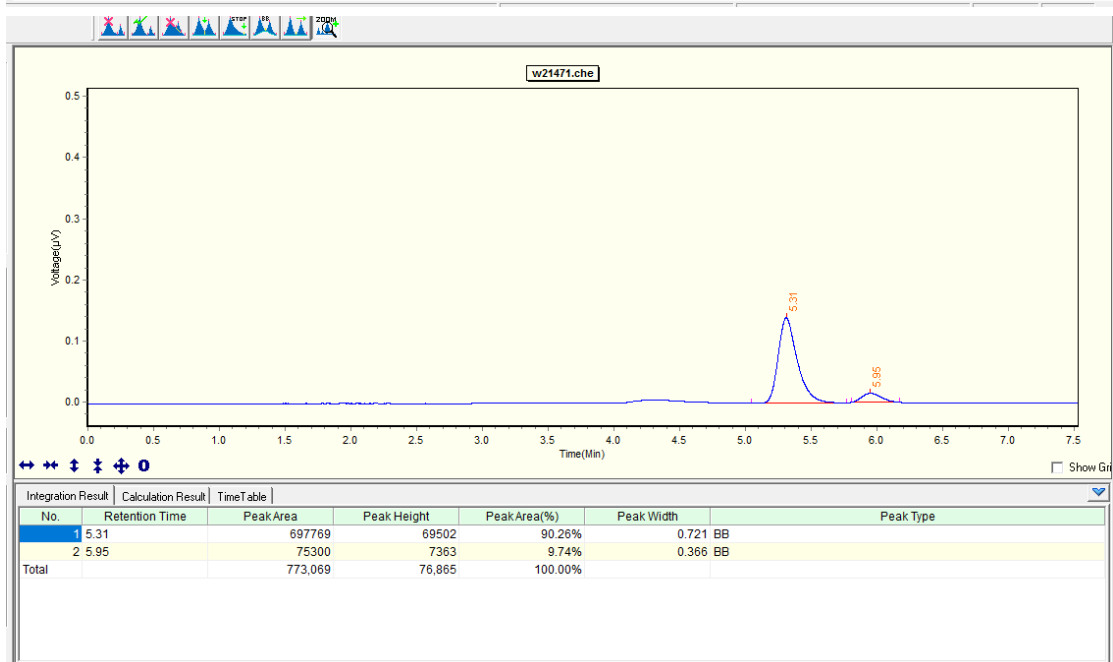 STOP BB ZOOM
w21471.che
0.5
0.4
0.3
0.2
0.1
0.0
Voltage(µV)
5.31
5.95
0.0 0.5 1.0 1.5 2.0 2.5 3.0 3.5 4.0 4.5 5.0 5.5 6.0 6.5 7.0 7.5
Time(Min)
Show Gri
Integration Result Calculation Result TimeTable
No. Retention Time PeakArea Peak Height PeakArea(%) Peak Width Peak Type
1 5.31 697769 69502 90.26% 0.721 BB
2 5.95 75300 7363 9.74% 0.366 BB
Total 773,069 76,865 100.00%